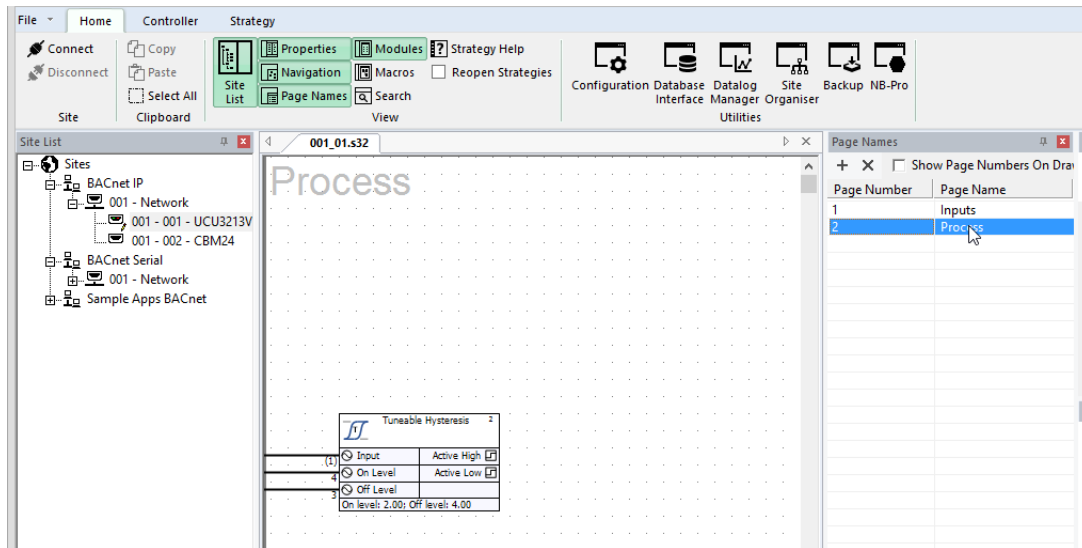 File Home Controller Strategy
Connect Copy Properties Modules ? Strategy Help
Disconnect Paste Navigation Macros Reopen Strategies
Select All Site List Page Names Search
Configuration Database Interface Datalog Manager Site Organiser Backup NB-Pro
Site Clipboard View Utilities
Site List
Sites
BACnet IP
001 - Network
001 - 001 - UCU3213V
001 - 002 - CBM24
BACnet Serial
001 - Network
Sample Apps BACnet
001_01.s32
Process
Tuneable Hysteresis 2
(1) Input Active High
4 On Level Active Low
3 Off Level
On level: 2.00; Off level: 4.00
Page Names
Show Page Numbers On Dra
Page Number Page Name
1 Inputs
2 Process